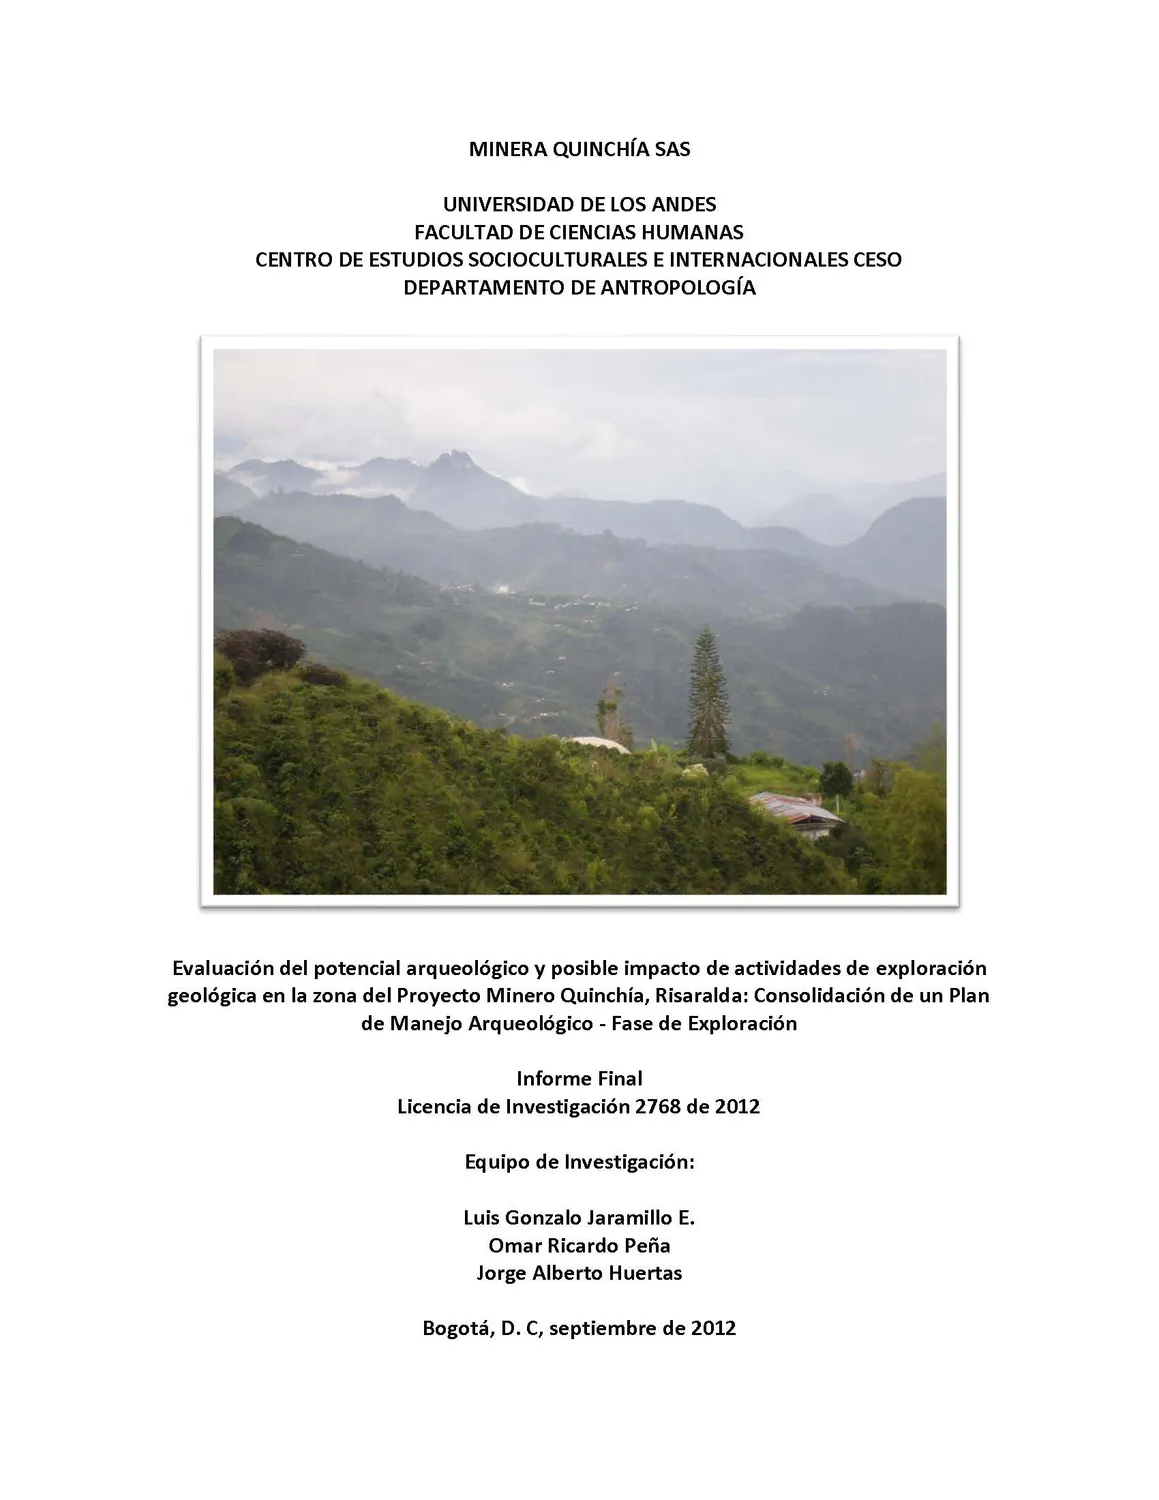 MINERA QUINCHÍA SAS
UNIVERSIDAD DE LOS ANDES
FACULTAD DE CIENCIAS HUMANAS
CENTRO DE ESTUDIOS SOCIOCULTURALES E INTERNACIONALES CESO
DEPARTAMENTO DE ANTROPOLOGÍA
Evaluación del potencial arqueológico y posible impacto de actividades de exploración
geológica en la zona del Proyecto Minero Quinchía, Risaralda: Consolidación de un Plan
de Manejo Arqueológico - Fase de Exploración
Informe Final
Licencia de Investigación 2768 de 2012
Equipo de Investigación:
Luis Gonzalo Jaramillo E.
Omar Ricardo Peña
Jorge Alberto Huertas
Bogotá, D. C, septiembre de 2012